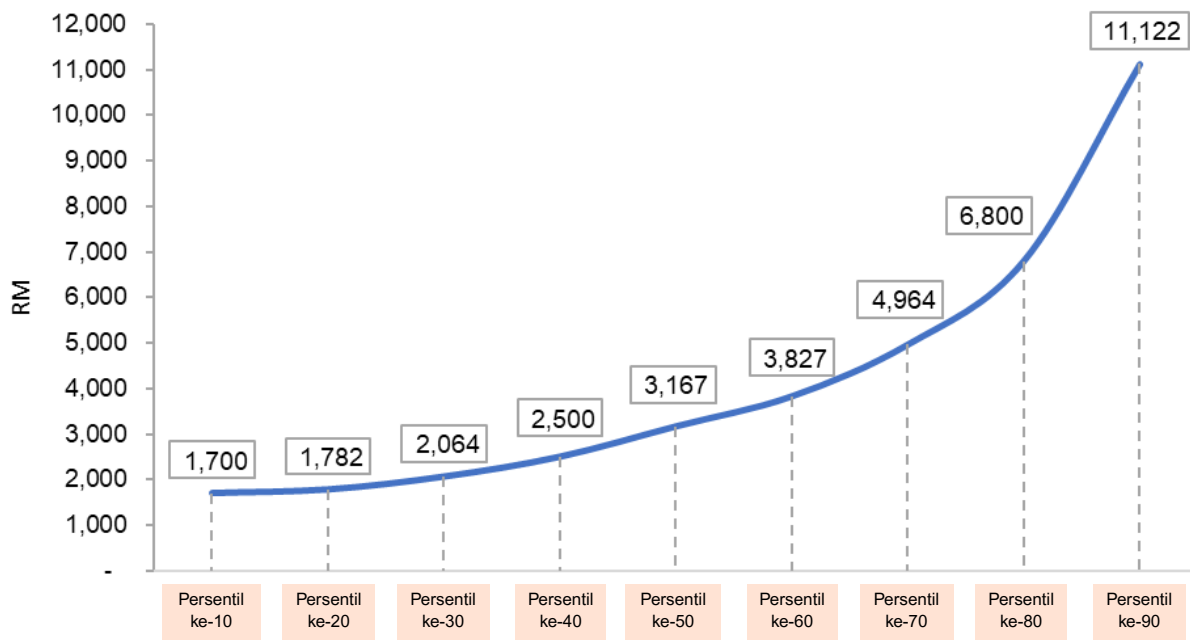 12,000
11,000
10,000
9,000
8,000
7,000
6,000
5,000
4,000
3,000
2,000
1,000
-
RM
1,700
1,782
2,064
2,500
3,167
3,827
4,964
6,800
11,122
Persentil
ke-10
Persentil
ke-20
Persentil
ke-30
Persentil
ke-40
Persentil
ke-50
Persentil
ke-60
Persentil
ke-70
Persentil
ke-80
Persentil
ke-90